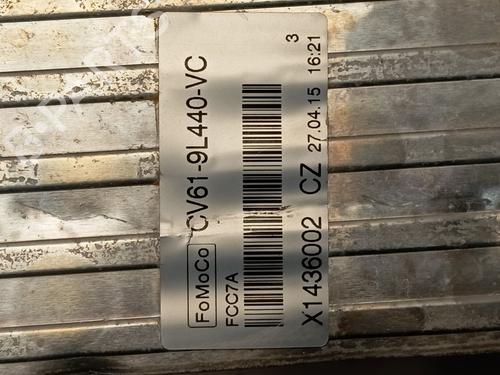 FoMoCo CV61-9L440-VC
FCC7A
X1436002 CZ 27.04.15 16:21
3